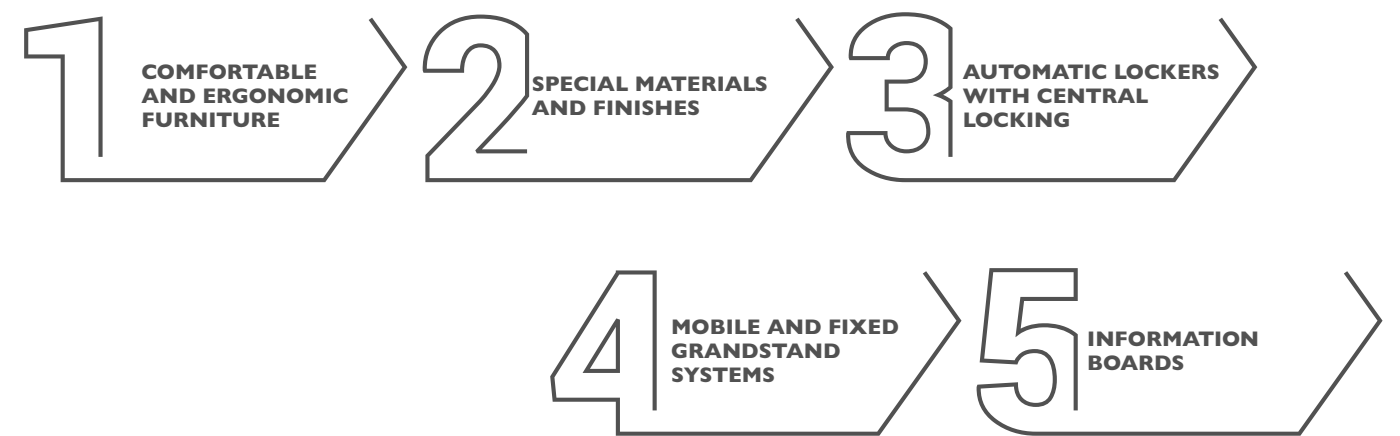 1
COMFORTABLE
AND ERGONOMIC
FURNITURE
2
SPECIAL MATERIALS
AND FINISHES
3
AUTOMATIC LOCKERS
WITH CENTRAL
LOCKING
4
MOBILE AND FIXED
GRANDSTAND
SYSTEMS
5
INFORMATION
BOARDS